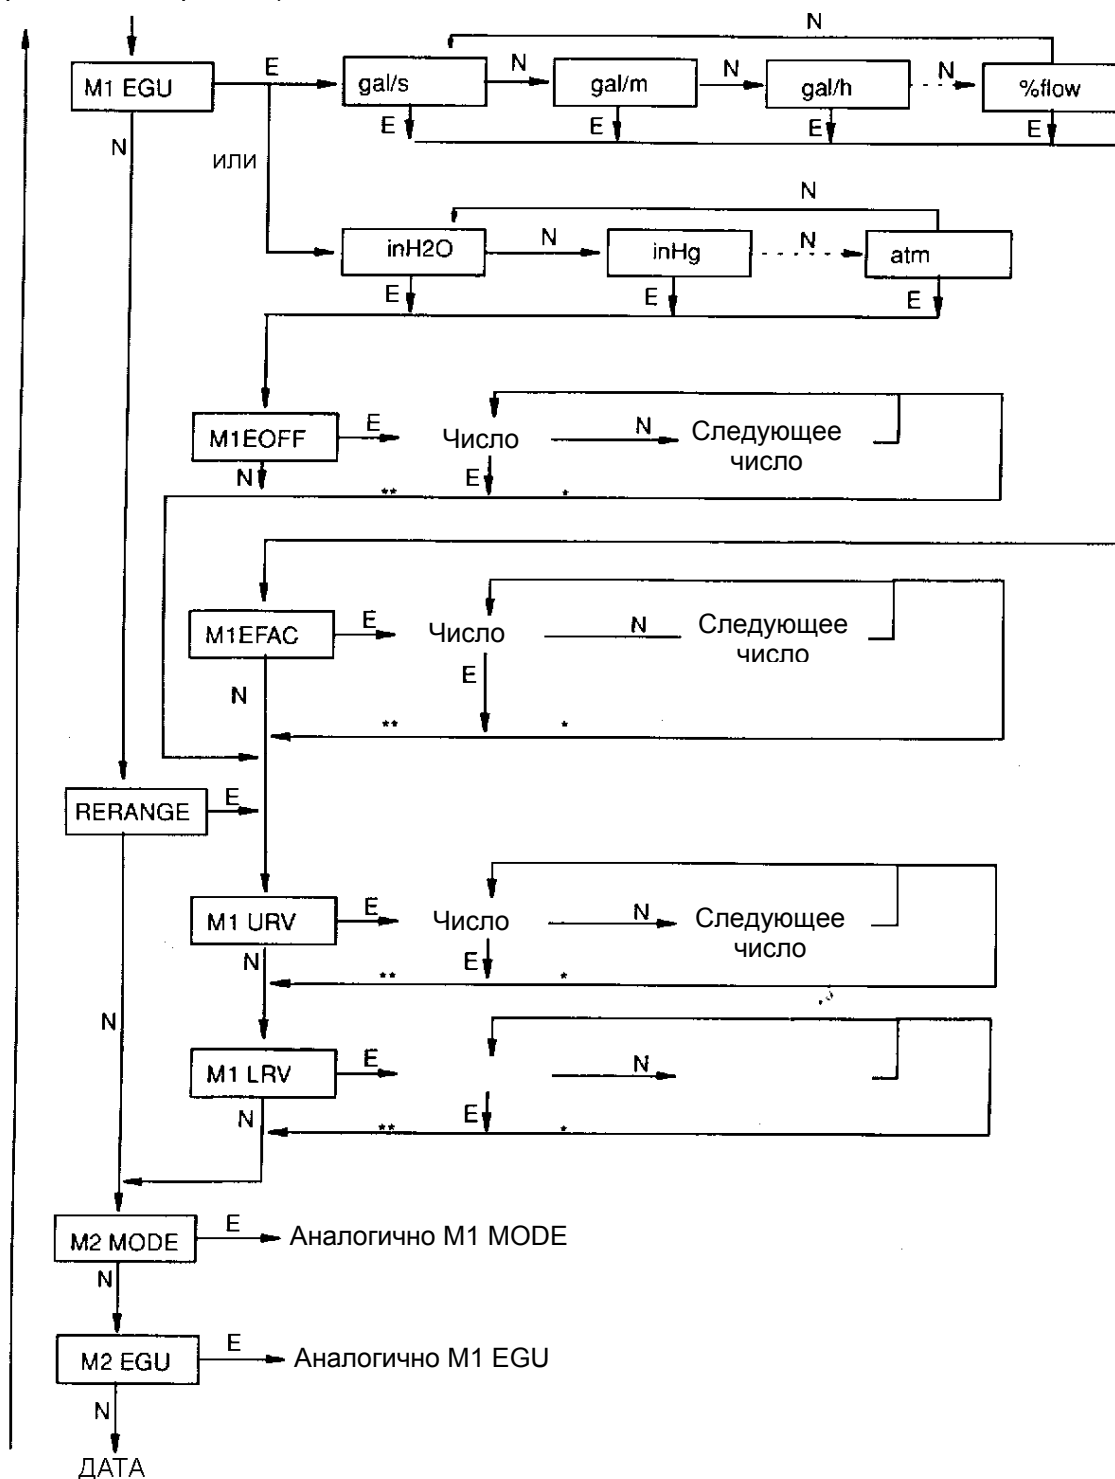 N
M1 EGU
E
gal/s
N
gal/m
N
gal/h
N
%flow
N
E
E
E
E
или
N
inH2O
N
inHg
N
atm
E
E
E
M1EOFF
E
Число
N
Следующее
число
N
E
**
*
M1EFAC
E
Число
N
Следующее
число
N
E
**
*
RERANGE
E
M1 URV
E
Число
N
Следующее
число
N
E
**
*
N
M1 LRV
E
N
N
E
**
*
M2 MODE
E
Аналогично M1 MODE
N
M2 EGU
E
Аналогично M1 EGU
N
ДАТА